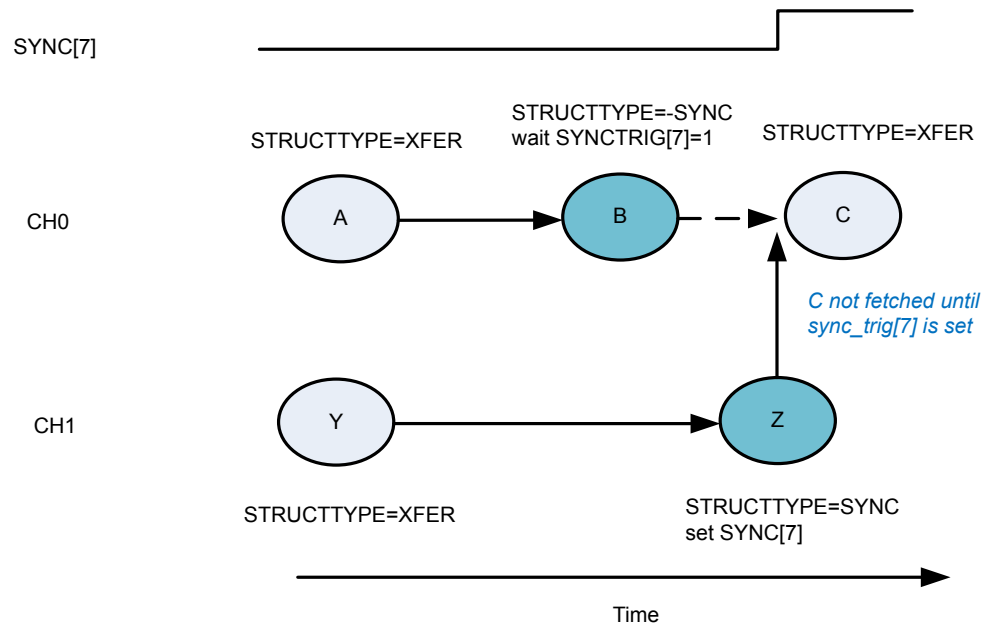 SYNC[7]
STRUCTTYPE=-SYNC
wait SYNCTRIG[7]=1
STRUCTTYPE=XFER
STRUCTTYPE=XFER
CH0
A
B
C
C not fetched until
sync_trig[7] is set
CH1
Y
Z
STRUCTTYPE=XFER
STRUCTTYPE=SYNC
set SYNC[7]
Time